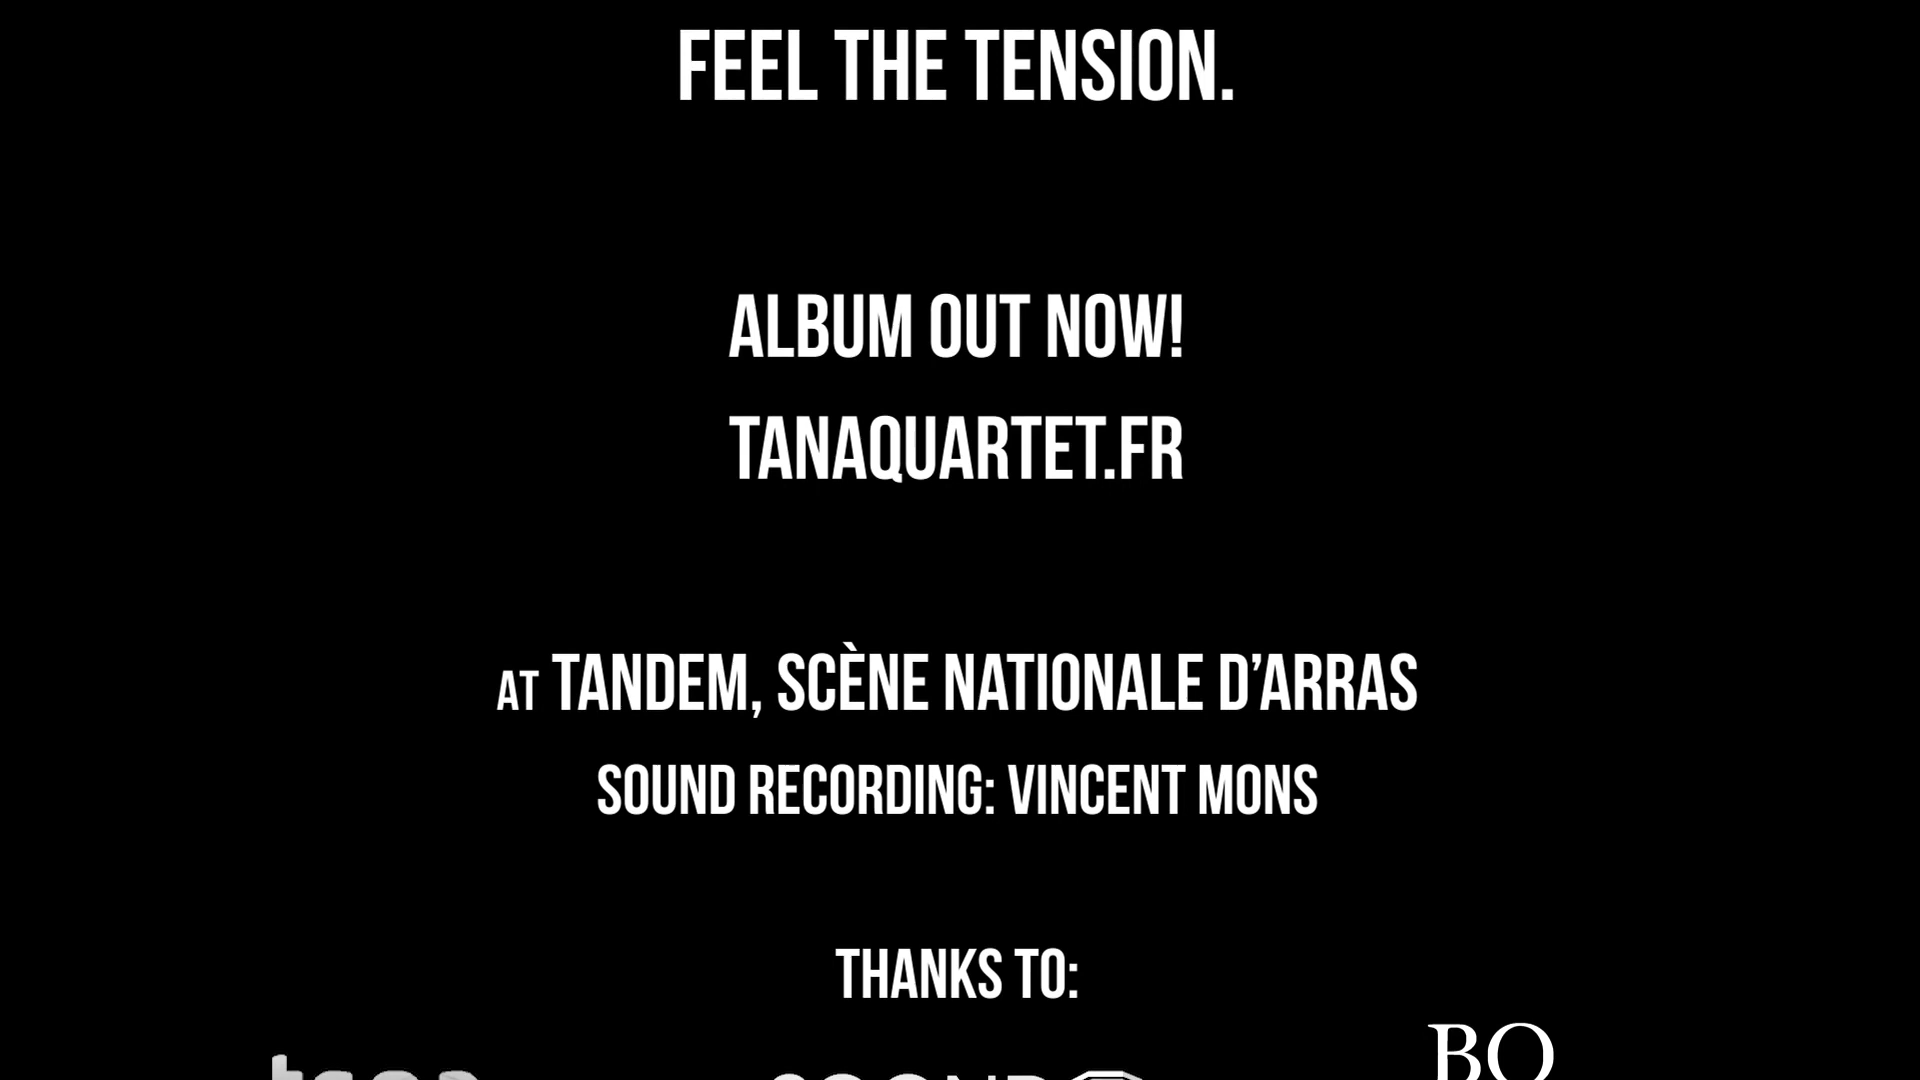 FEEL THE TENSION.
ALBUM OUT NOW!
TANAQUARTET.FR
AT TANDEM, SCÈNE NATIONALE D’ARRAS
SOUND RECORDING: VINCENT MONS
THANKS TO:
BO